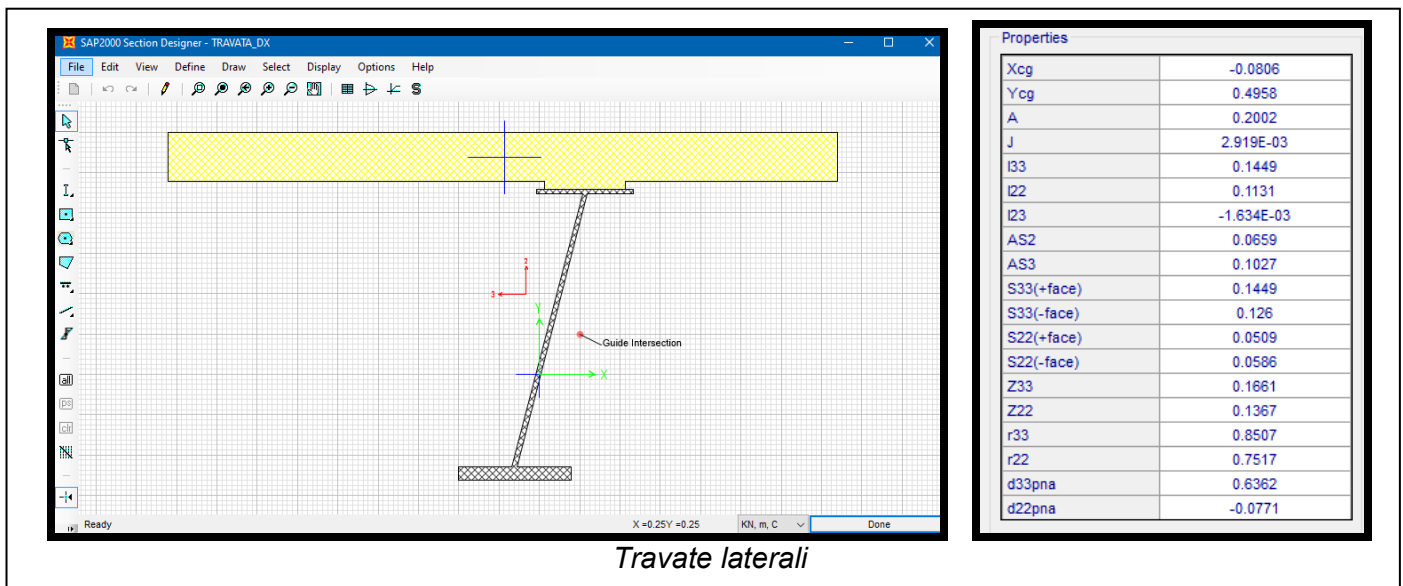 SAP2000 Section Designer - TRAVATA_DX
File Edit View Define Draw Select Display Options Help
S
I.
all
ps
clr
2
3
Y
X
Guide Intersection
Ready X =0.25Y =0.25 KN, m, C Done
Properties
Xcg -0.0806
Ycg 0.4958
A 0.2002
J 2.919E-03
I33 0.1449
I22 0.1131
I23 -1.634E-03
AS2 0.0659
AS3 0.1027
S33(+face) 0.1449
S33(-face) 0.126
S22(+face) 0.0509
S22(-face) 0.0586
Z33 0.1661
Z22 0.1367
r33 0.8507
r22 0.7517
d33pna 0.6362
d22pna -0.0771
Travate laterali